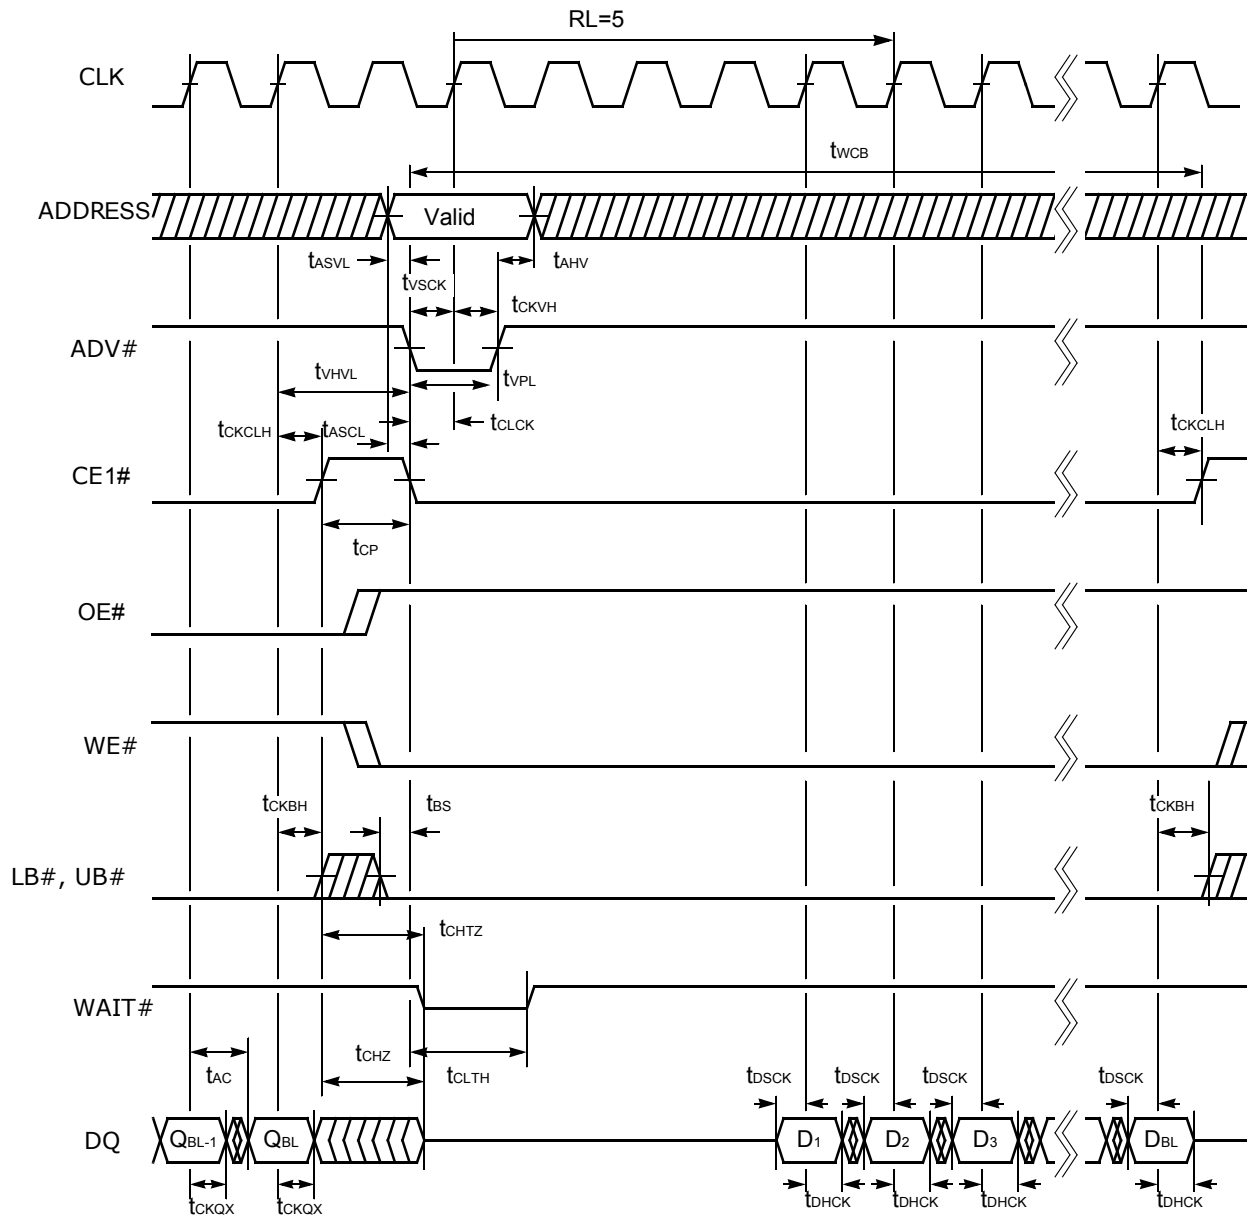 RL=5
CLK
tWCB
ADDRESS
Valid
tASVL
tVSCK
tAHV
tCKVH
ADV#
tVHVL
tVPL
tCKCLH
tASCL
tCLCK
tCKCLH
CE1#
tCP
OE#
WE#
tCKBH
tBS
tCKBH
LB#, UB#
tCHTZ
WAIT#
tAC
tCHZ
tCLTH
tDSCK
tDSCK
tDSCK
tDSCK
DQ
QBL-1
QBL
D1
D2
D3
DBL
tCKQX
tCKQX
tDHCK
tDHCK
tDHCK
tDHCK